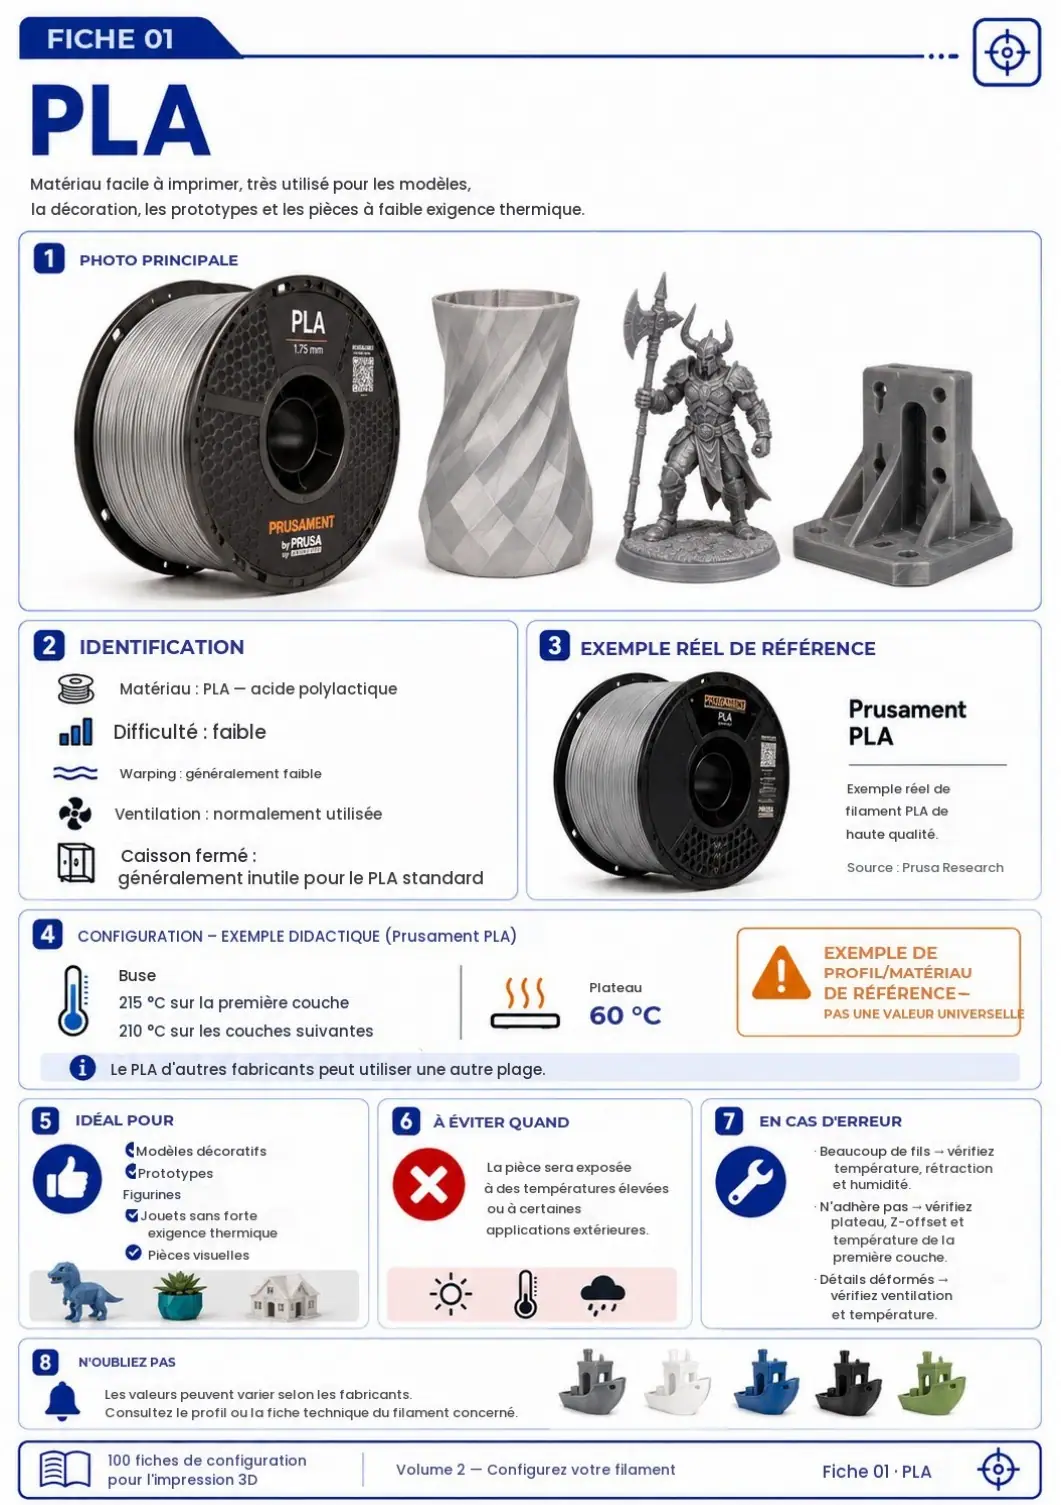 FICHE 01
PLA
Matériau facile à imprimer, très utilisé pour les modèles,
la décoration, les prototypes et les pièces à faible exigence thermique.
1 PHOTO PRINCIPALE
PLA
1.75 mm
PRUSAMENT
by PRUSA
2 IDENTIFICATION
Matériau : PLA — acide polylactique
Difficulté : faible
Warping : généralement faible
Ventilation : normalement utilisée
Caisson fermé :
généralement inutile pour le PLA standard
3 EXEMPLE RÉEL DE RÉFÉRENCE
PRUSAMENT
PLA
Prusament
PLA
Exemple réel de
filament PLA de
haute qualité.
Source : Prusa Research
4 CONFIGURATION – EXEMPLE DIDACTIQUE (Prusament PLA)
Buse
215 °C sur la première couche
210 °C sur les couches suivantes
Plateau
60 °C
EXEMPLE DE
PROFIL/MATÉRIAU
DE RÉFÉRENCE –
PAS UNE VALEUR UNIVERSELLE
Le PLA d'autres fabricants peut utiliser une autre plage.
5 IDÉAL POUR
Modèles décoratifs
Prototypes
Figurines
Jouets sans forte
exigence thermique
Pièces visuelles
6 À ÉVITER QUAND
La pièce sera exposée
à des températures élevées
ou à certaines
applications extérieures.
7 EN CAS D'ERREUR
· Beaucoup de fils → vérifiez
température, rétraction
et humidité.
· N'adhère pas → vérifiez
plateau, Z-offset et
température de la
première couche.
· Détails déformés →
vérifiez ventilation
et température.
8 N'OUBLIEZ PAS
Les valeurs peuvent varier selon les fabricants.
Consultez le profil ou la fiche technique du filament concerné.
100 fiches de configuration
pour l'impression 3D
Volume 2 — Configurez votre filament
Fiche 01 · PLA